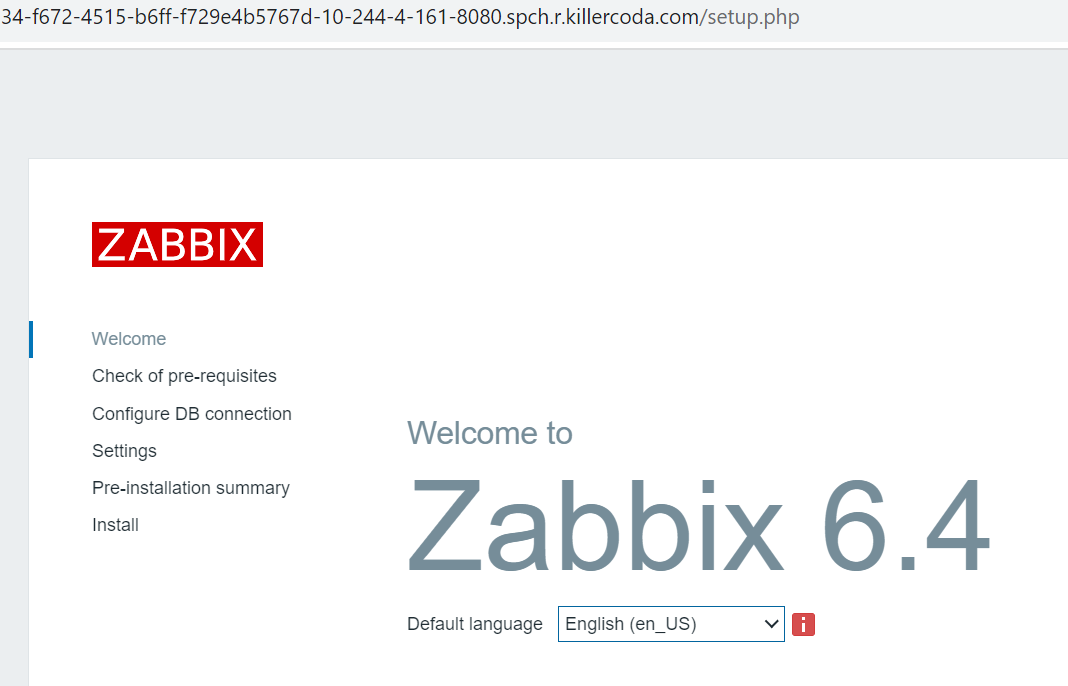 34-f672-4515-b6ff-f729e4b5767d-10-244-4-161-8080.spch.r.killercoda.com/setup.php
ZABBIX
Welcome
Check of pre-requisites
Configure DB connection
Settings
Pre-installation summary
Install
Welcome to
Zabbix 6.4
Default language English (en_US) i